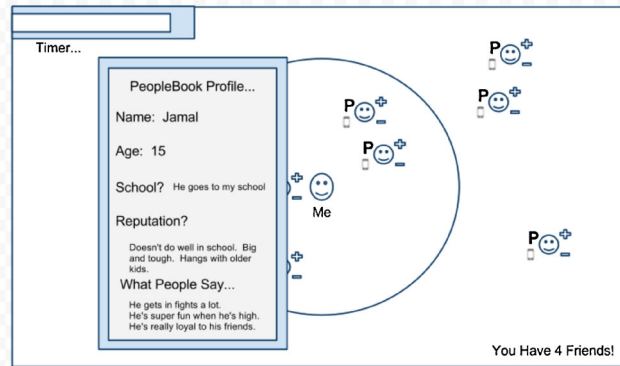 Timer...
PeopleBook Profile...
Name: Jamal
Age: 15
School? He goes to my school
Reputation?
Doesn't do well in school. Big
and tough. Hangs with older
kids.
What People Say...
He gets in fights a lot.
He's super fun when he's high.
He's really loyal to his friends.
P
P
P
P
Me
P
You Have 4 Friends!